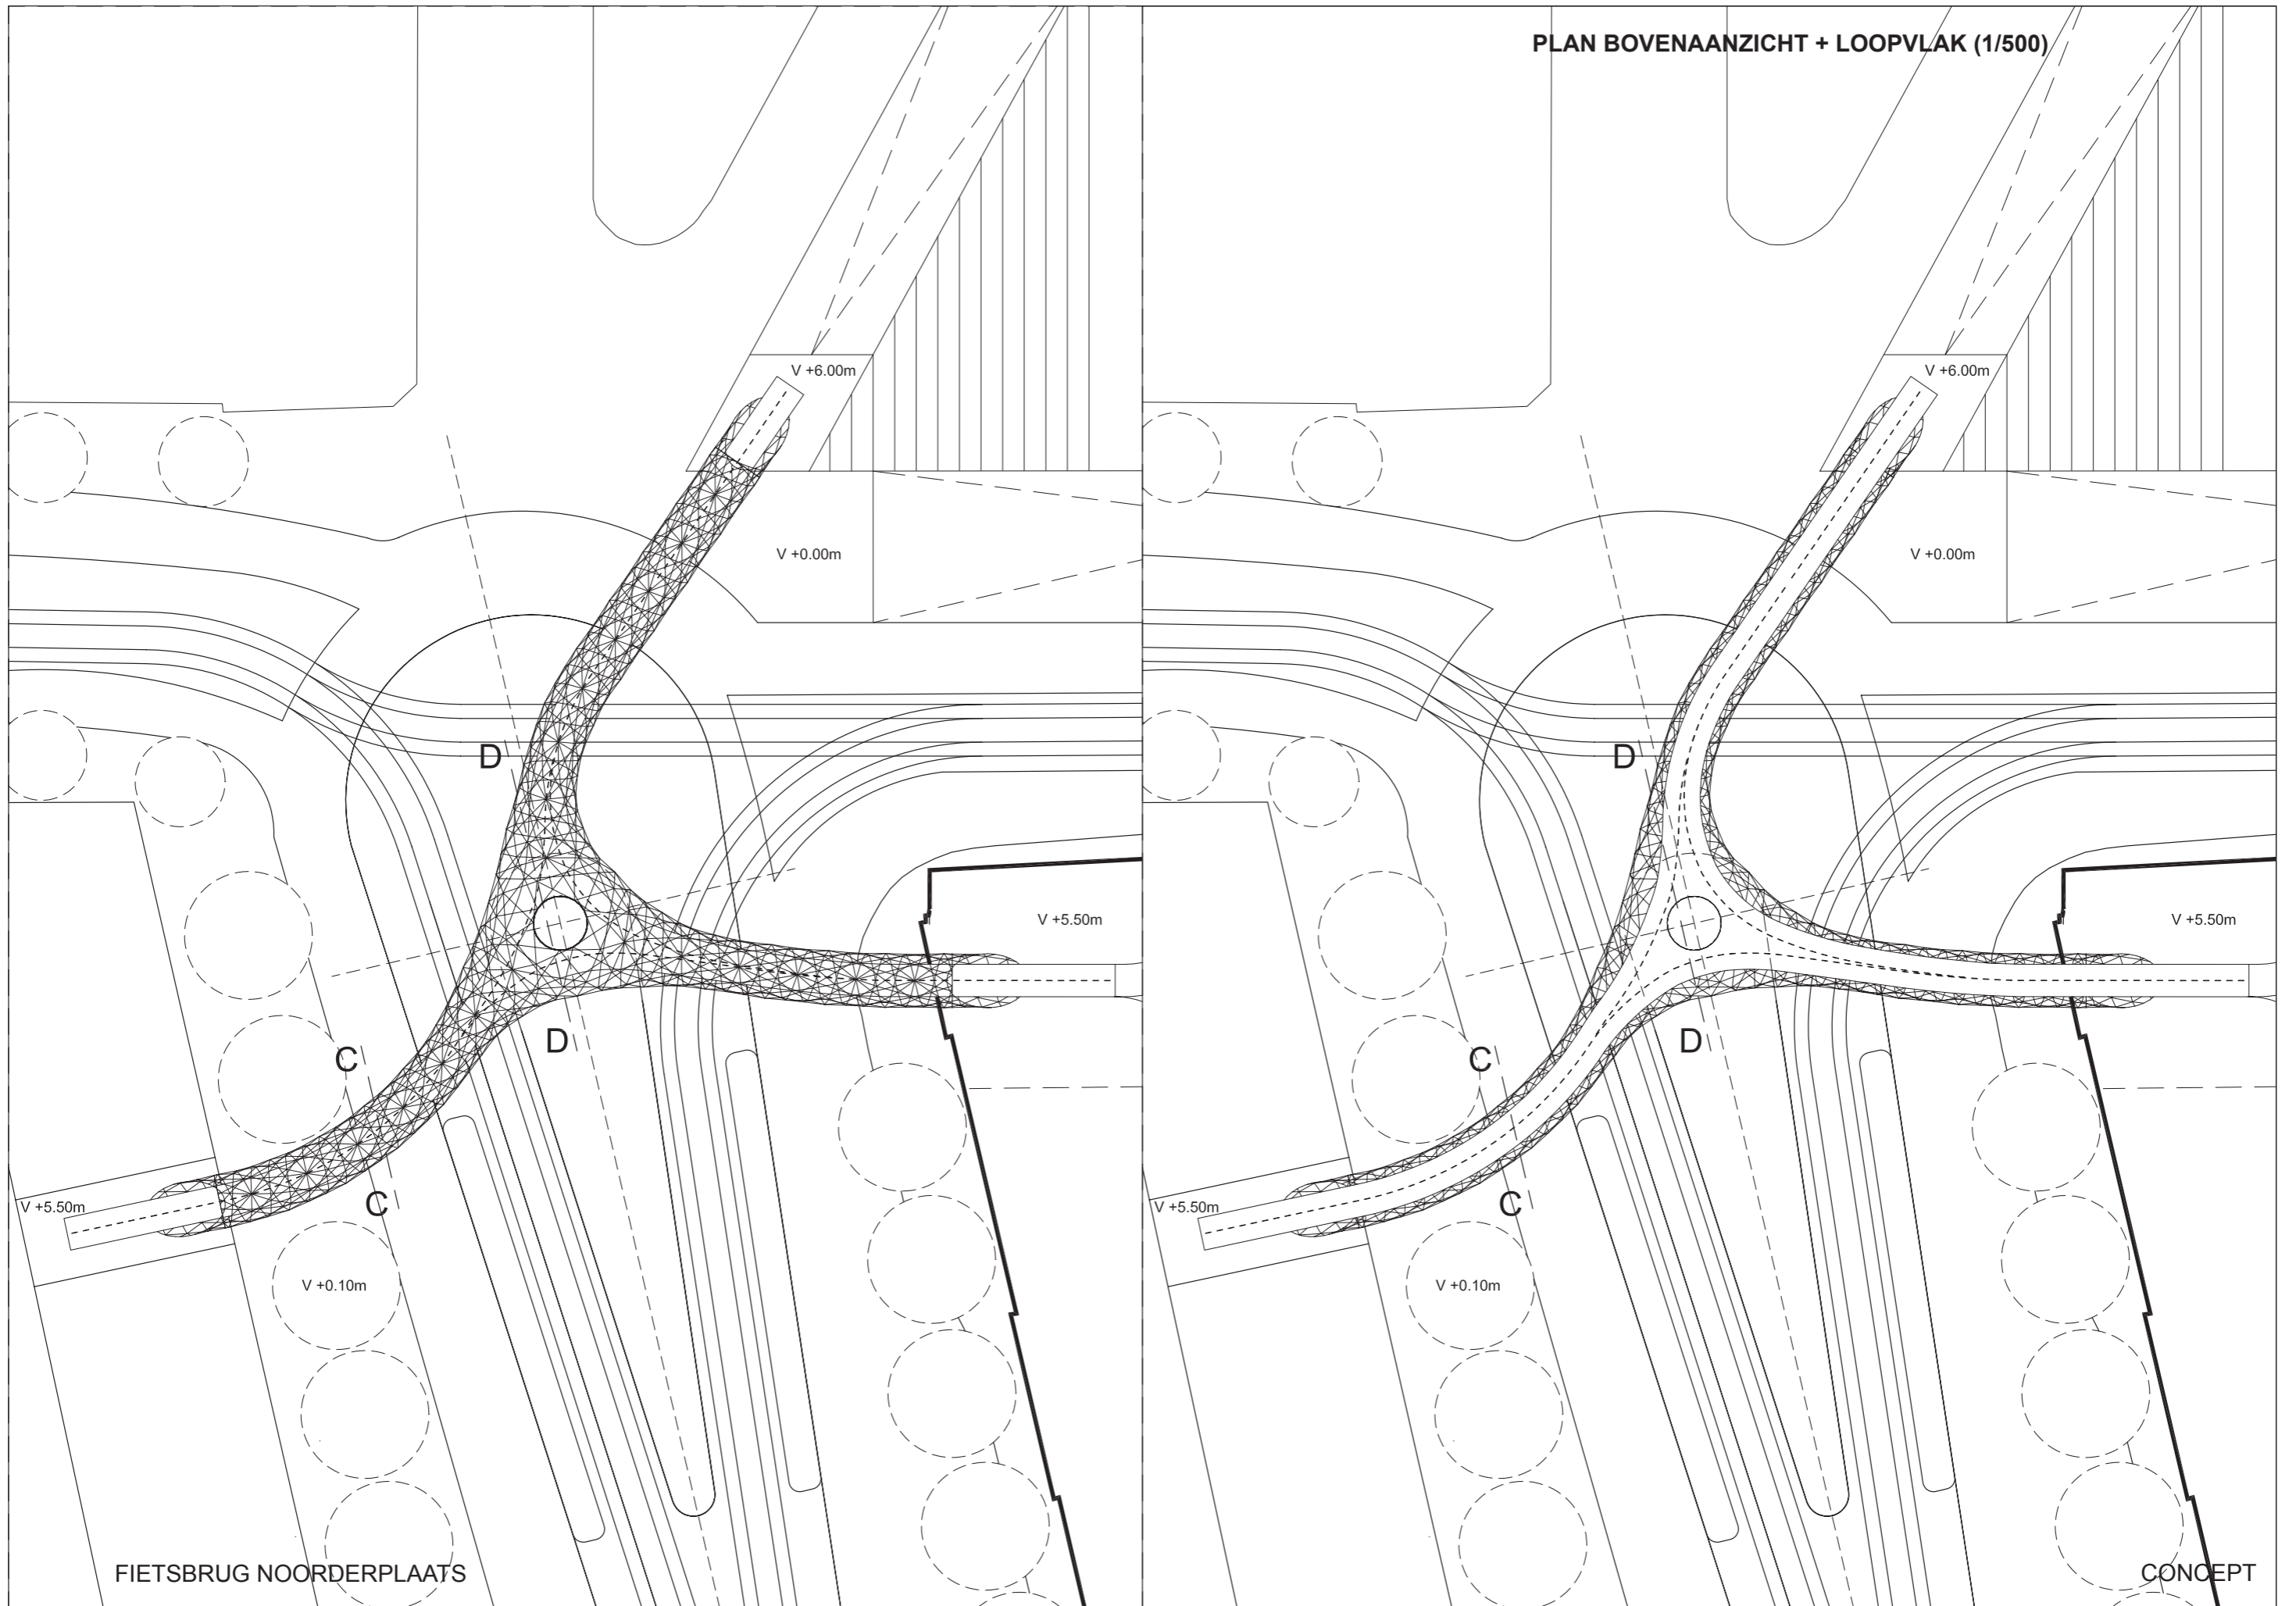 PLAN BOVENAANZICHT + LOOPVLAK (1/500)
V +6.00m
V +0.00m
D
V +5.50m
D
C
C
V +5.50m
V +0.10m
FIETSBRUG NOORDERPLAATS
V +6.00m
V +0.00m
D
V +5.50m
D
C
C
V +5.50m
V +0.10m
CONCEPT